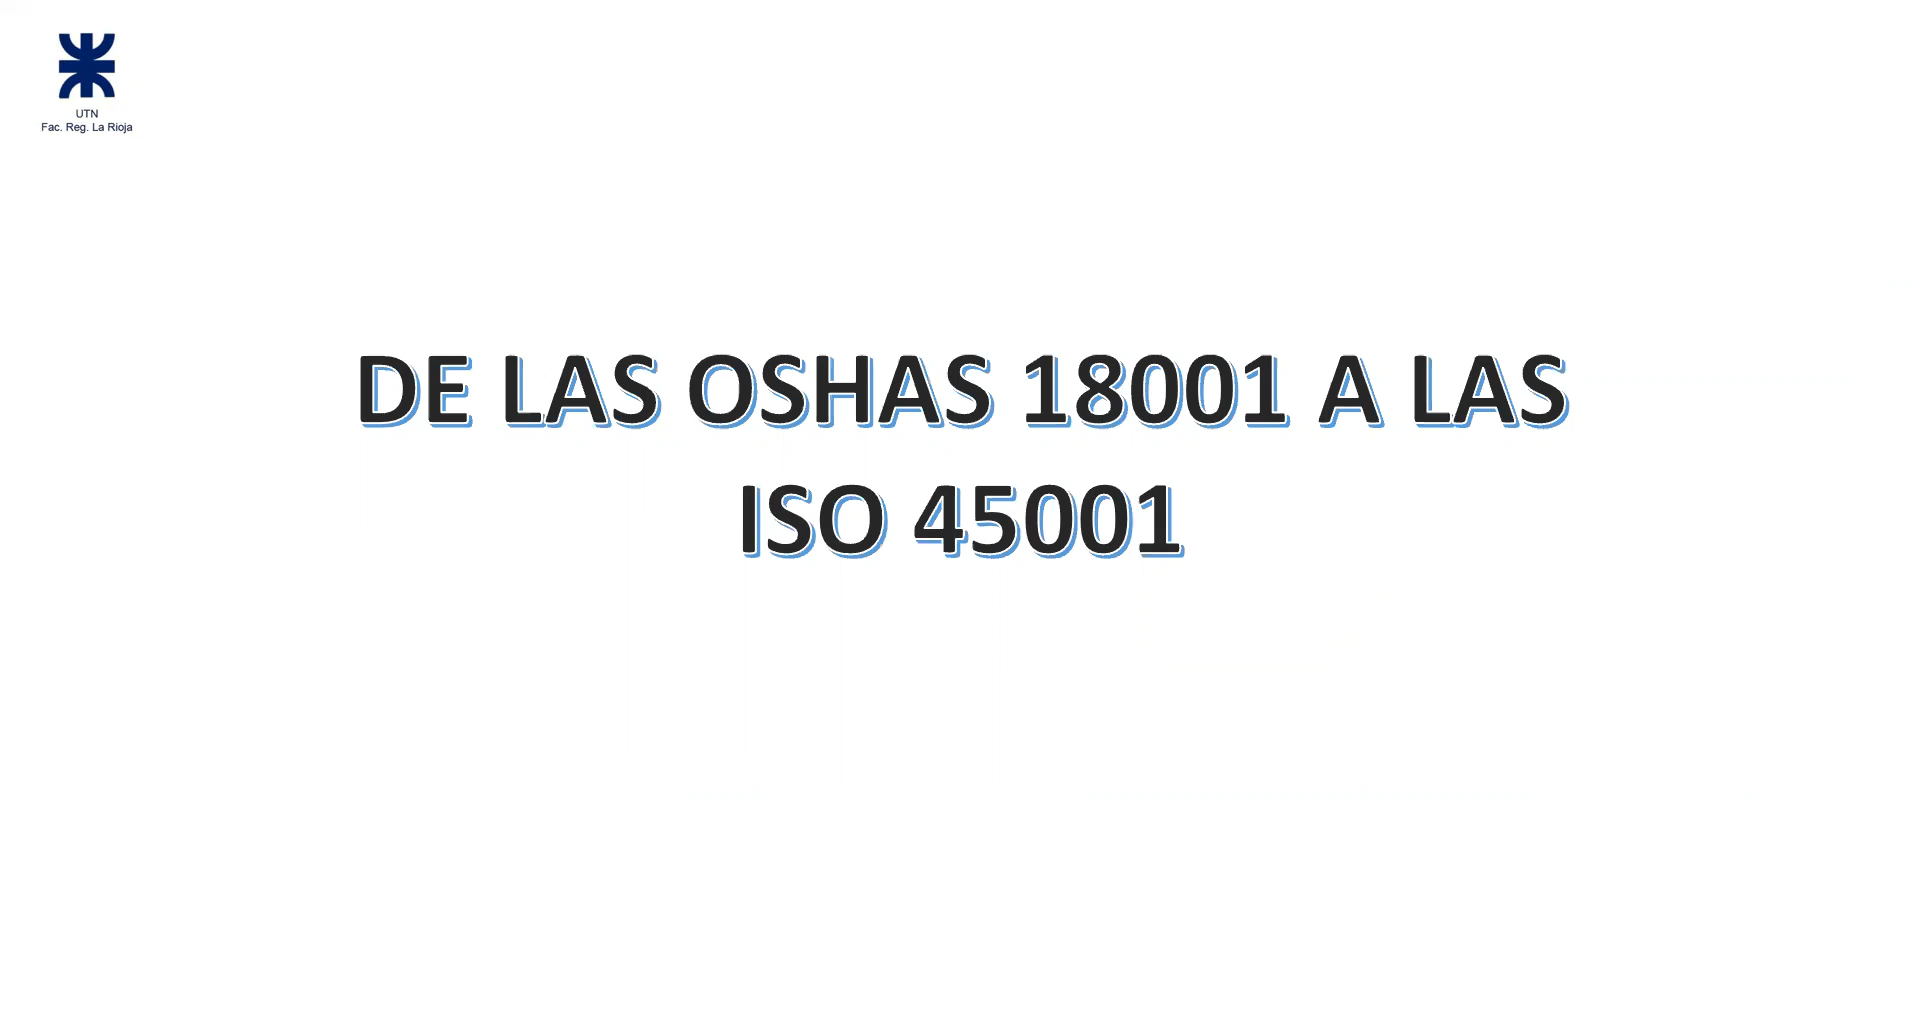 UTN
Fac. Reg. La Rioja
DE LAS OSHAS 18001 A LAS
ISO 45001